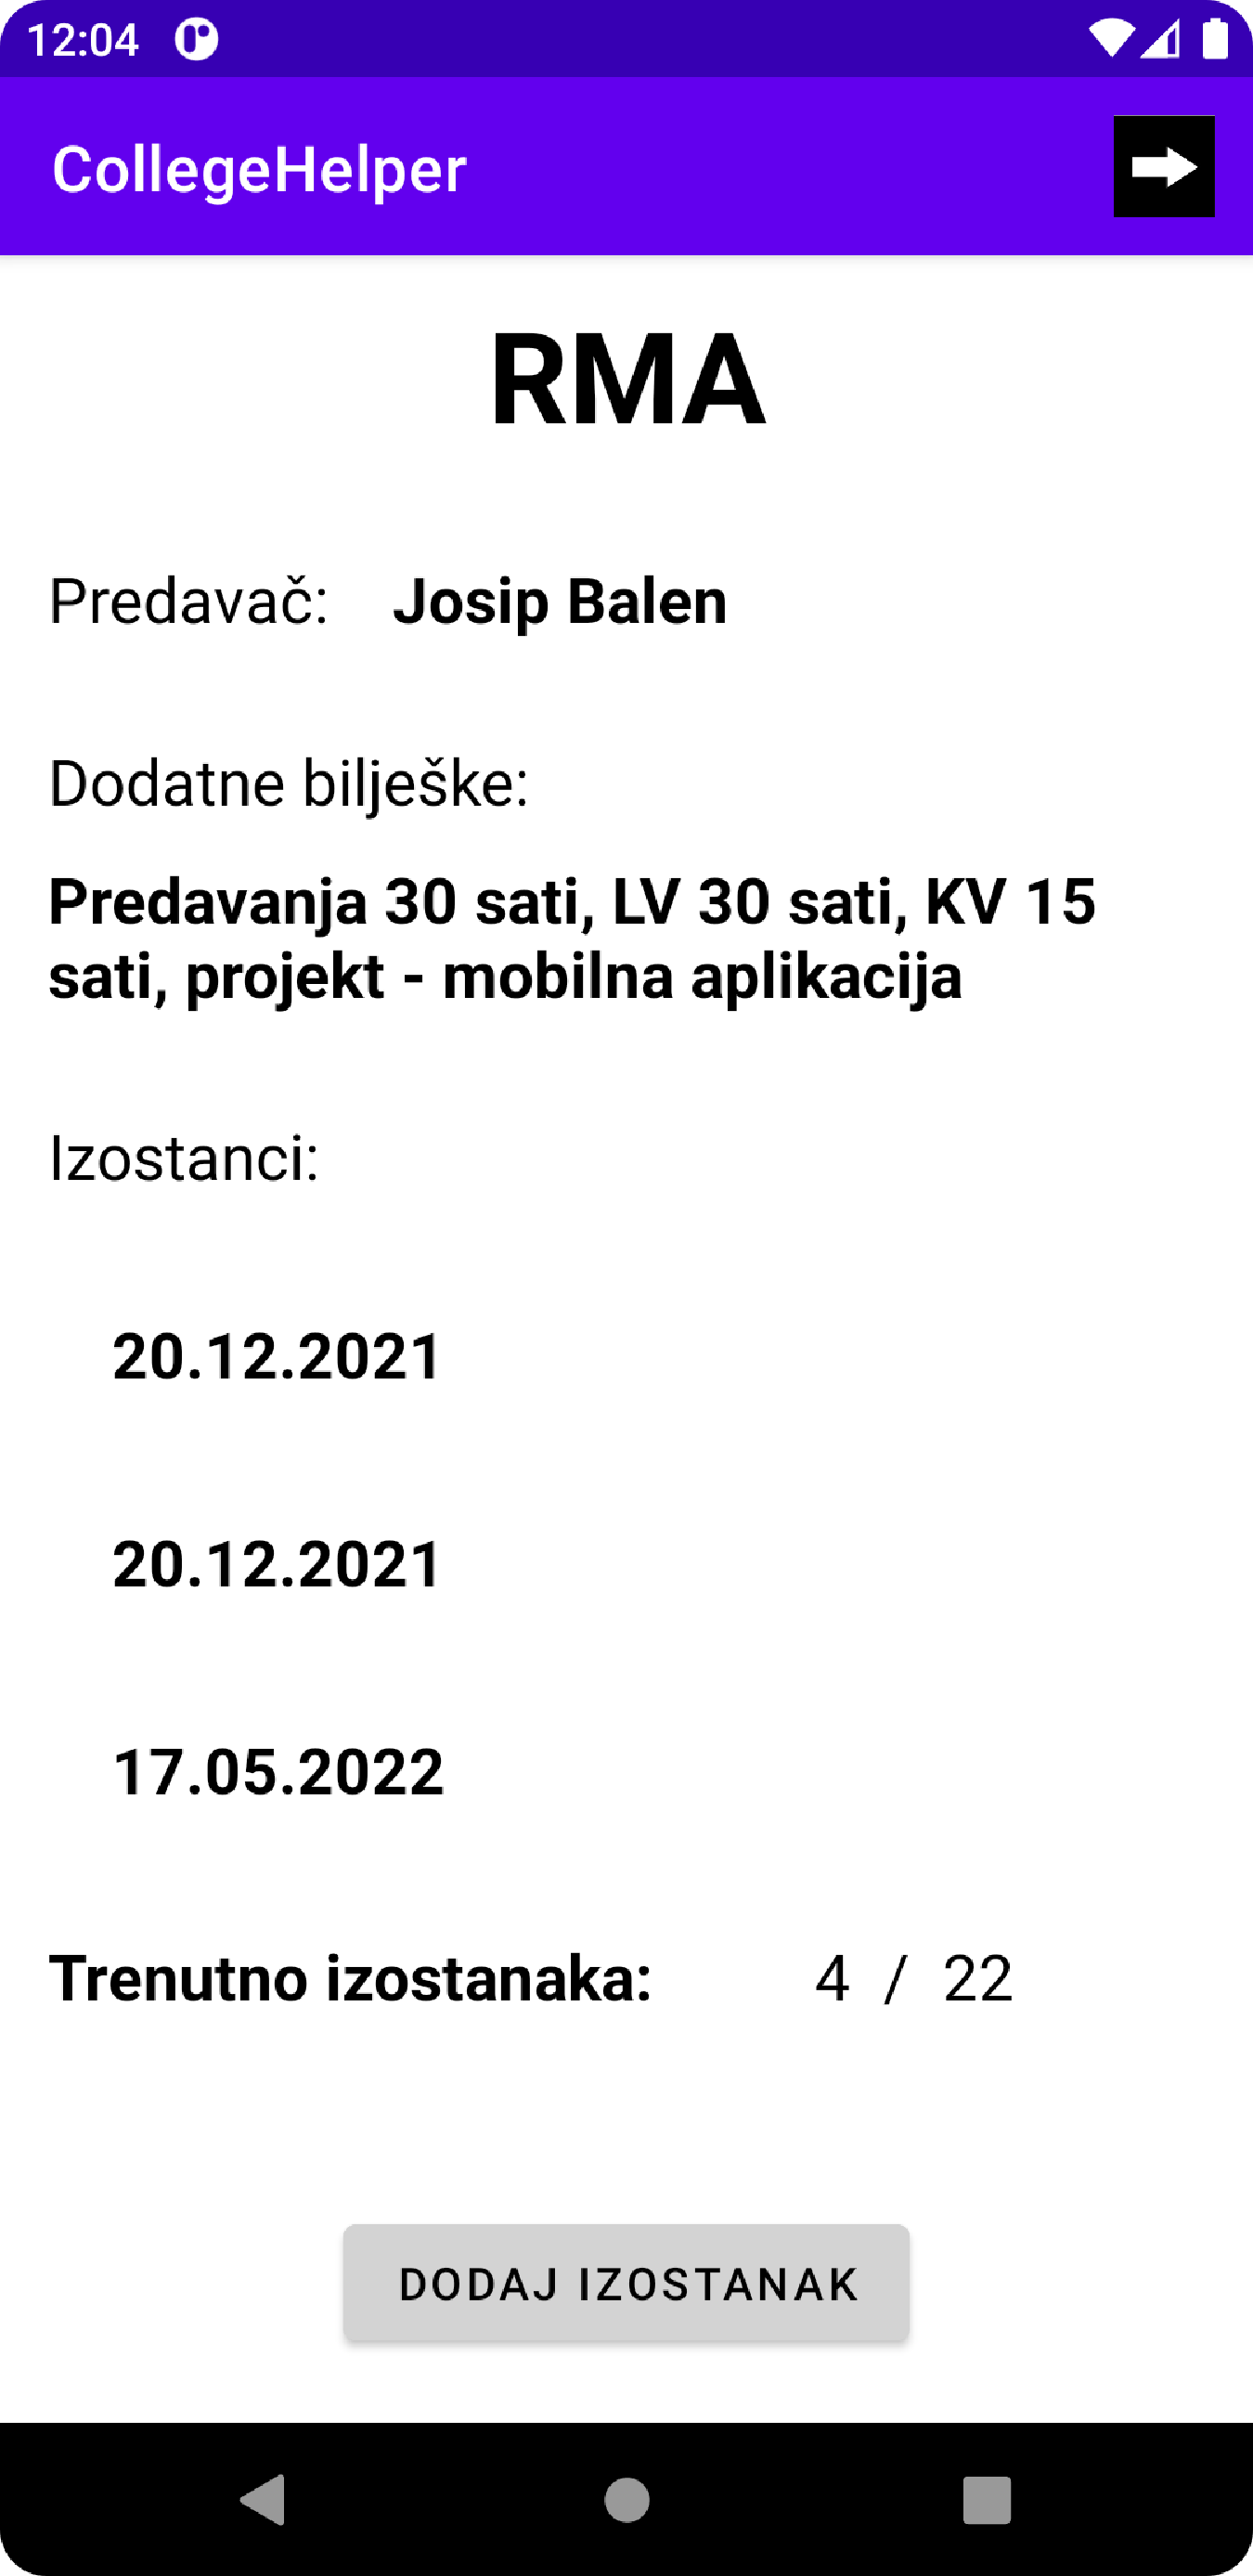 12:04
CollegeHelper
RMA
Predavač: Josip Balen
Dodatne bilješke:
Predavanja 30 sati, LV 30 sati, KV 15
sati, projekt - mobilna aplikacija
Izostanci:
20.12.2021
20.12.2021
17.05.2022
Trenutno izostanaka: 4 / 22
DODAJ IZOSTANAK